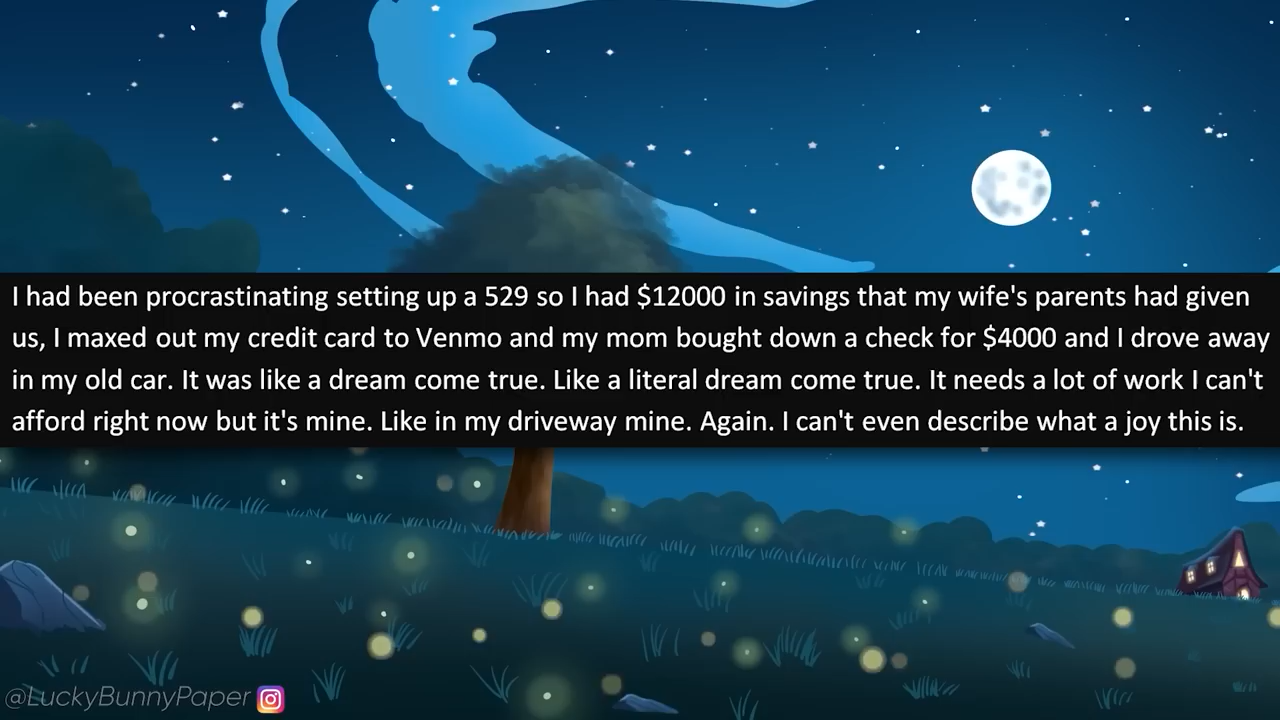 I had been procrastinating setting up a 529 so I had $12000 in savings that my wife's parents had given
us, I maxed out my credit card to Venmo and my mom bought down a check for $4000 and I drove away
in my old car. It was like a dream come true. Like a literal dream come true. It needs a lot of work I can't
afford right now but it's mine. Like in my driveway mine. Again. I can't even describe what a joy this is.
@LuckyBunnyPaper